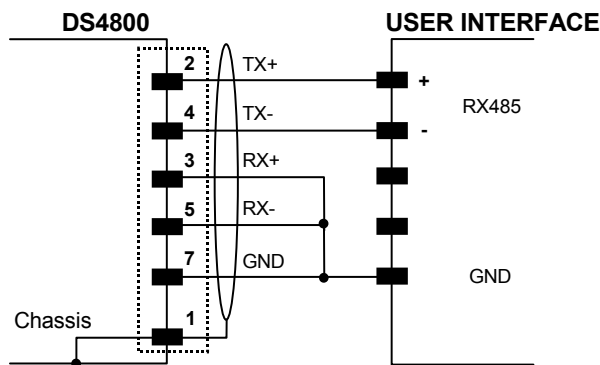 DS4800 USER INTERFACE
2 TX+ +
RX485
4 TX- -
3 RX+
5 RX-
7 GND GND
Chassis 1